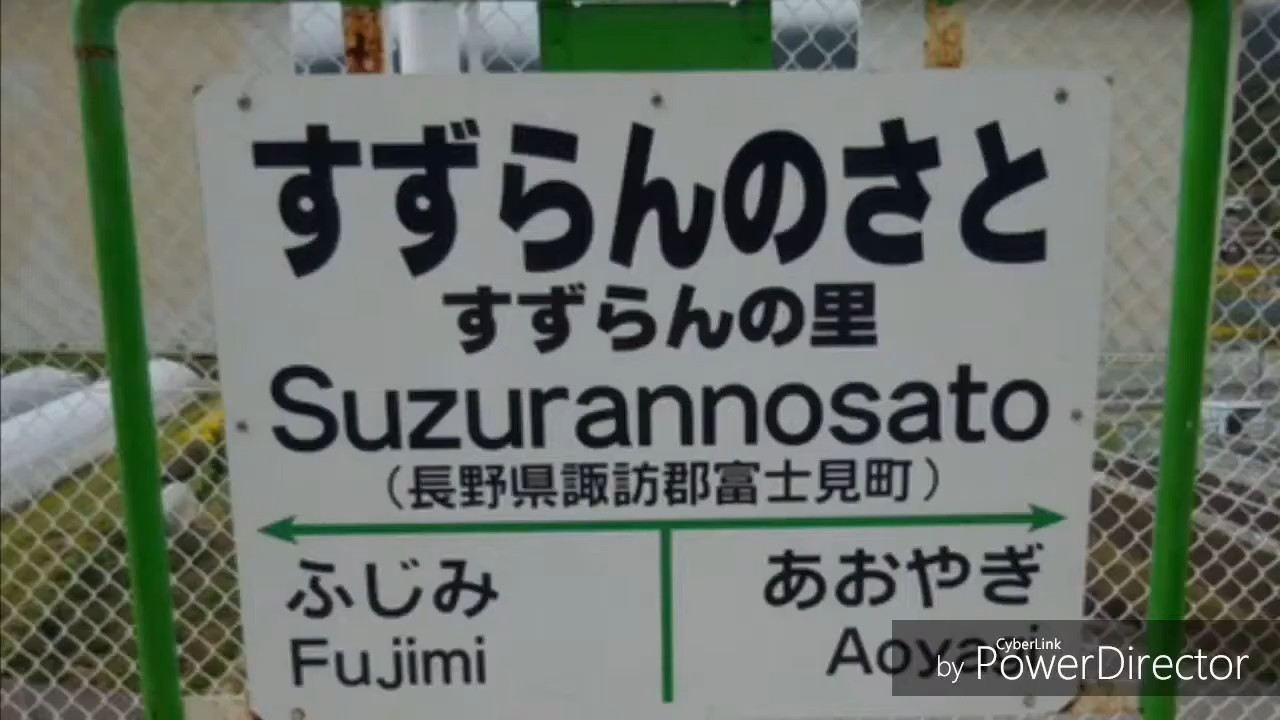 すずらんのさと
すずらんの里
Suzurannosato
(長野県諏訪郡富士見町)
ふじみ
Fujimi
あおやぎ
Aoyagi
CyberLink
by PowerDirector